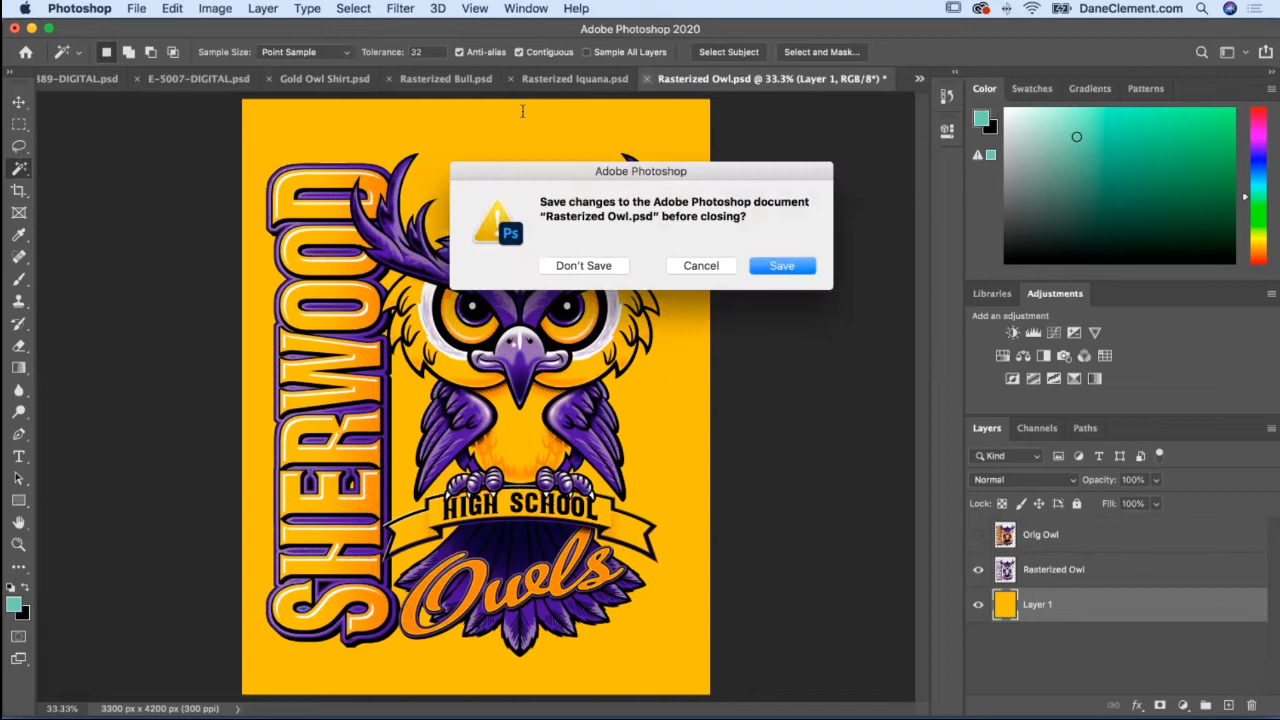 Photoshop File Edit Image Layer Type Select Filter 3D View Window Help DaneClement.com
Adobe Photoshop 2020
Sample Size: Point Sample Tolerance: 32 Anti-alias Contiguous Sample All Layers Select Subject Select and Mask...
389-DIGITAL.psd × E-5007-DIGITAL.psd × Gold Owl Shirt.psd × Rasterized Bull.psd × Rasterized Iquana.psd × Rasterized Owl.psd @ 33.3% (Layer 1, RGB/8*) *
Color Swatches Gradients Patterns
Adobe Photoshop
Save changes to the Adobe Photoshop document
“Rasterized Owl.psd” before closing?
Ps
Don't Save Cancel Save
SHERWOOD
HIGH SCHOOL
Owls
Libraries Adjustments
Add an adjustment
Layers Channels Paths
Kind
Normal Opacity: 100%
Lock: Fill: 100%
Orig Owl
Rasterized Owl
Layer 1
fx
33.33% 3300 px x 4200 px (300 ppi)